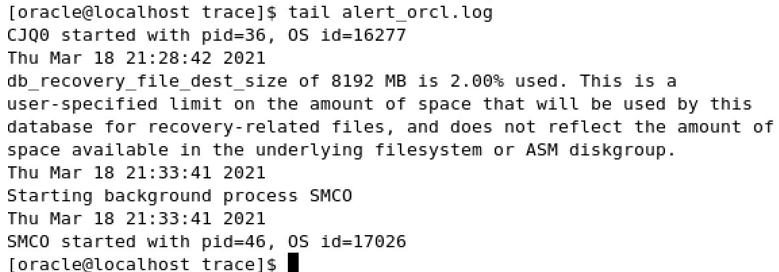 [oracle@localhost trace]$ tail alert_orcl.log
CJQ0 started with pid=36, OS id=16277
Thu Mar 18 21:28:42 2021
db_recovery_file_dest_size of 8192 MB is 2.00% used. This is a
user-specified limit on the amount of space that will be used by this
database for recovery-related files, and does not reflect the amount of
space available in the underlying filesystem or ASM diskgroup.
Thu Mar 18 21:33:41 2021
Starting background process SMCO
Thu Mar 18 21:33:41 2021
SMCO started with pid=46, OS id=17026
[oracle@localhost trace]$